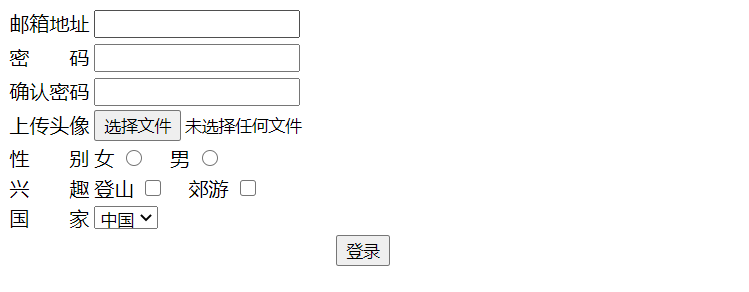 邮箱地址
密　　码
确认密码
上传头像 选择文件 未选择任何文件
性　　别 女 男
兴　　趣 登山 郊游
国　　家 中国
登录